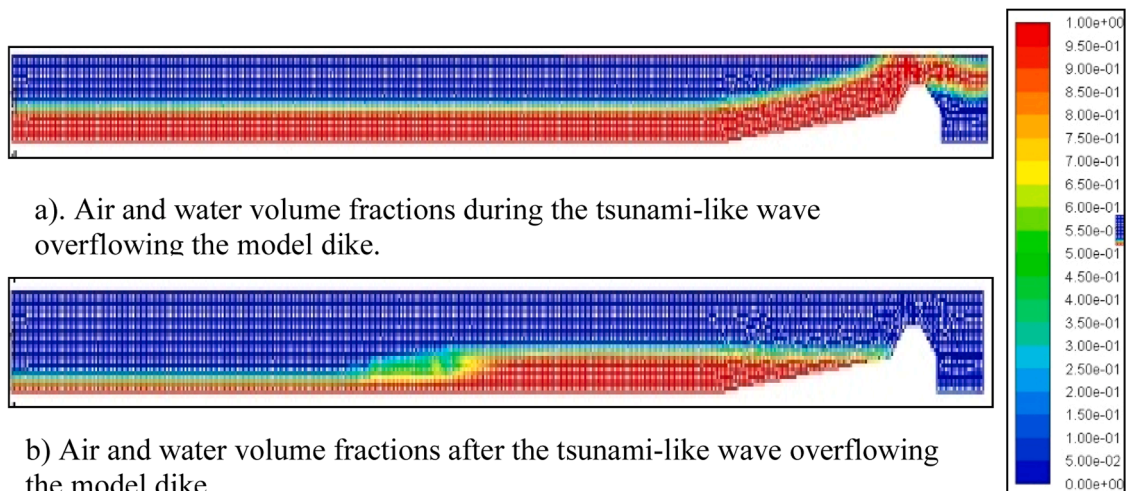 1.00e+00
9.50e-01
9.00e-01
8.50e-01
8.00e-01
7.50e-01
7.00e-01
6.50e-01
6.00e-01
5.50e-0
5.00e-01
4.50e-01
4.00e-01
3.50e-01
3.00e-01
2.50e-01
2.00e-01
1.50e-01
1.00e-01
5.00e-02
0.00e+00
a). Air and water volume fractions during the tsunami-like wave
overflowing the model dike.
b) Air and water volume fractions after the tsunami-like wave overflowing
the model dike